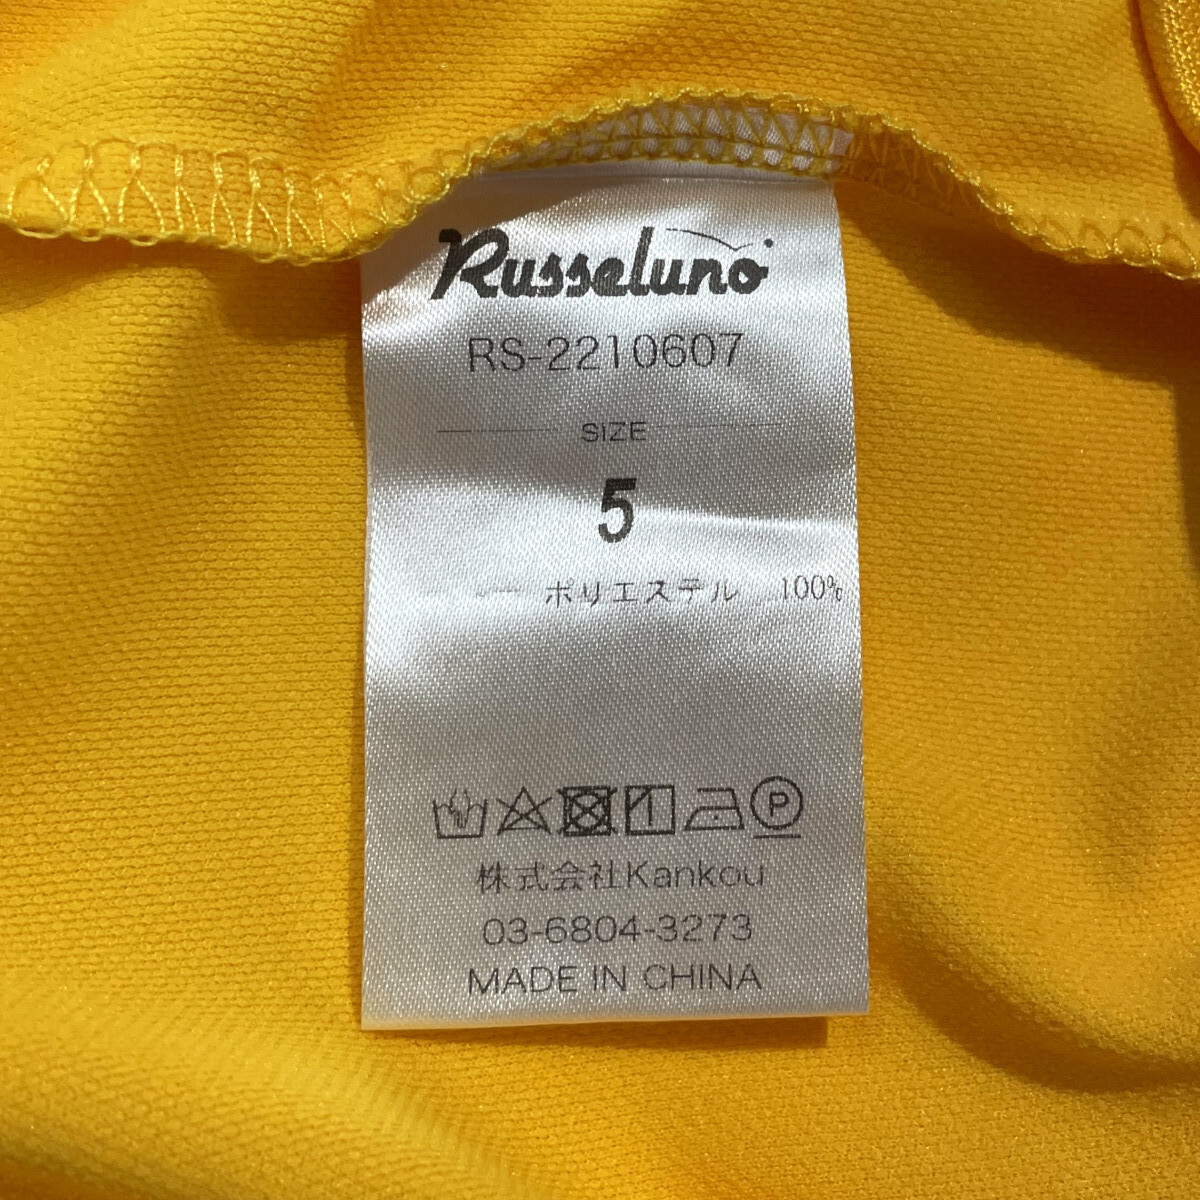 Russeluno
RS-2210607
SIZE
5
ポリエステル 100%
P
株式会社Kankou
03-6804-3273
MADE IN CHINA